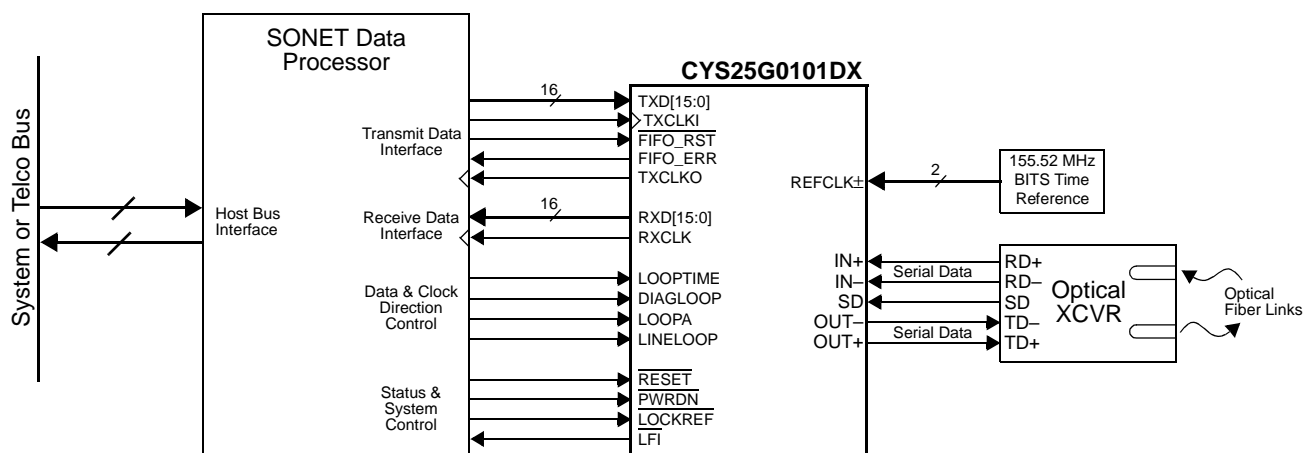 System or Telco Bus
SONET Data
Processor
Host Bus
Interface
Transmit Data
Interface
Receive Data
Interface
Data & Clock
Direction
Control
Status &
System
Control
16
16
CYS25G0101DX
TXD[15:0]
TXCLKI
FIFO_RST
FIFO_ERR
TXCLKO
RXD[15:0]
RXCLK
LOOPTIME
DIAGLOOP
LOOPA
LINELOOP
RESET
PWRDN
LOCKREF
LFI
REFCLK±
IN+
IN–
SD
OUT–
OUT+
2
Serial Data
Serial Data
155.52 MHz
BITS Time
Reference
RD+
RD–
SD
TD–
TD+
Optical
XCVR
Optical
Fiber Links